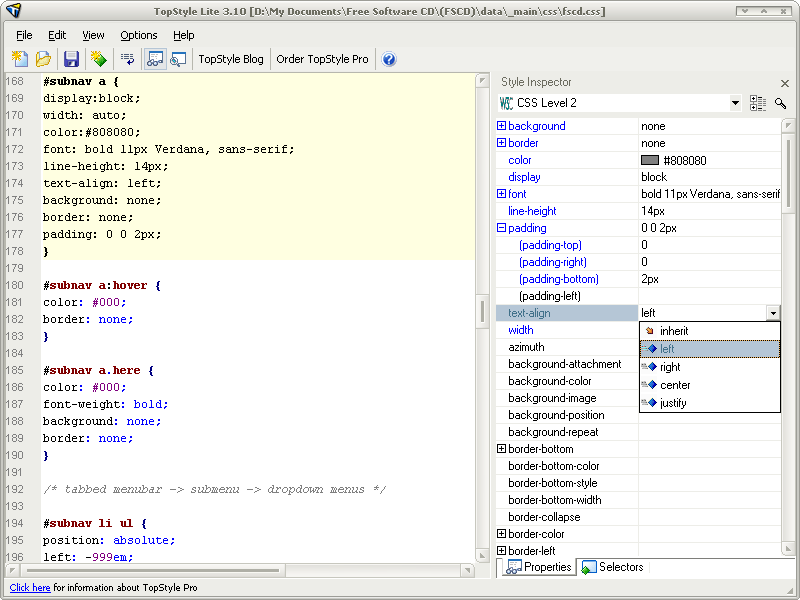 TopStyle Lite 3.10 [D:\My Documents\Free Software CD\(FSCD)\data\_main\css\fscd.css]
File Edit View Options Help
TopStyle Blog Order TopStyle Pro
168 #subnav a {
169 display:block;
170 width: auto;
171 color:#808080;
172 font: bold 11px Verdana, sans-serif;
173 line-height: 14px;
174 text-align: left;
175 background: none;
176 border: none;
177 padding: 0 0 2px;
178 }
179
180 #subnav a:hover {
181 color: #000;
182 border: none;
183 }
184
185 #subnav a.here {
186 color: #000;
187 font-weight: bold;
188 background: none;
189 border: none;
190 }
191
192 /* tabbed menubar -> submenu -> dropdown menus */
193
194 #subnav li ul {
195 position: absolute;
196 left: -999em;
Style Inspector
W3C CSS Level 2
background none
border none
color #808080
display block
font bold 11px Verdana, sans-serif
line-height 14px
padding 0 0 2px
(padding-top) 0
(padding-right) 0
(padding-bottom) 2px
(padding-left)
text-align left
width
azimuth
background-attachment
background-color
background-image
background-position
background-repeat
border-bottom
border-bottom-color
border-bottom-style
border-bottom-width
border-collapse
border-color
border-left
inherit
left
right
center
justify
Properties Selectors
Click here for information about TopStyle Pro